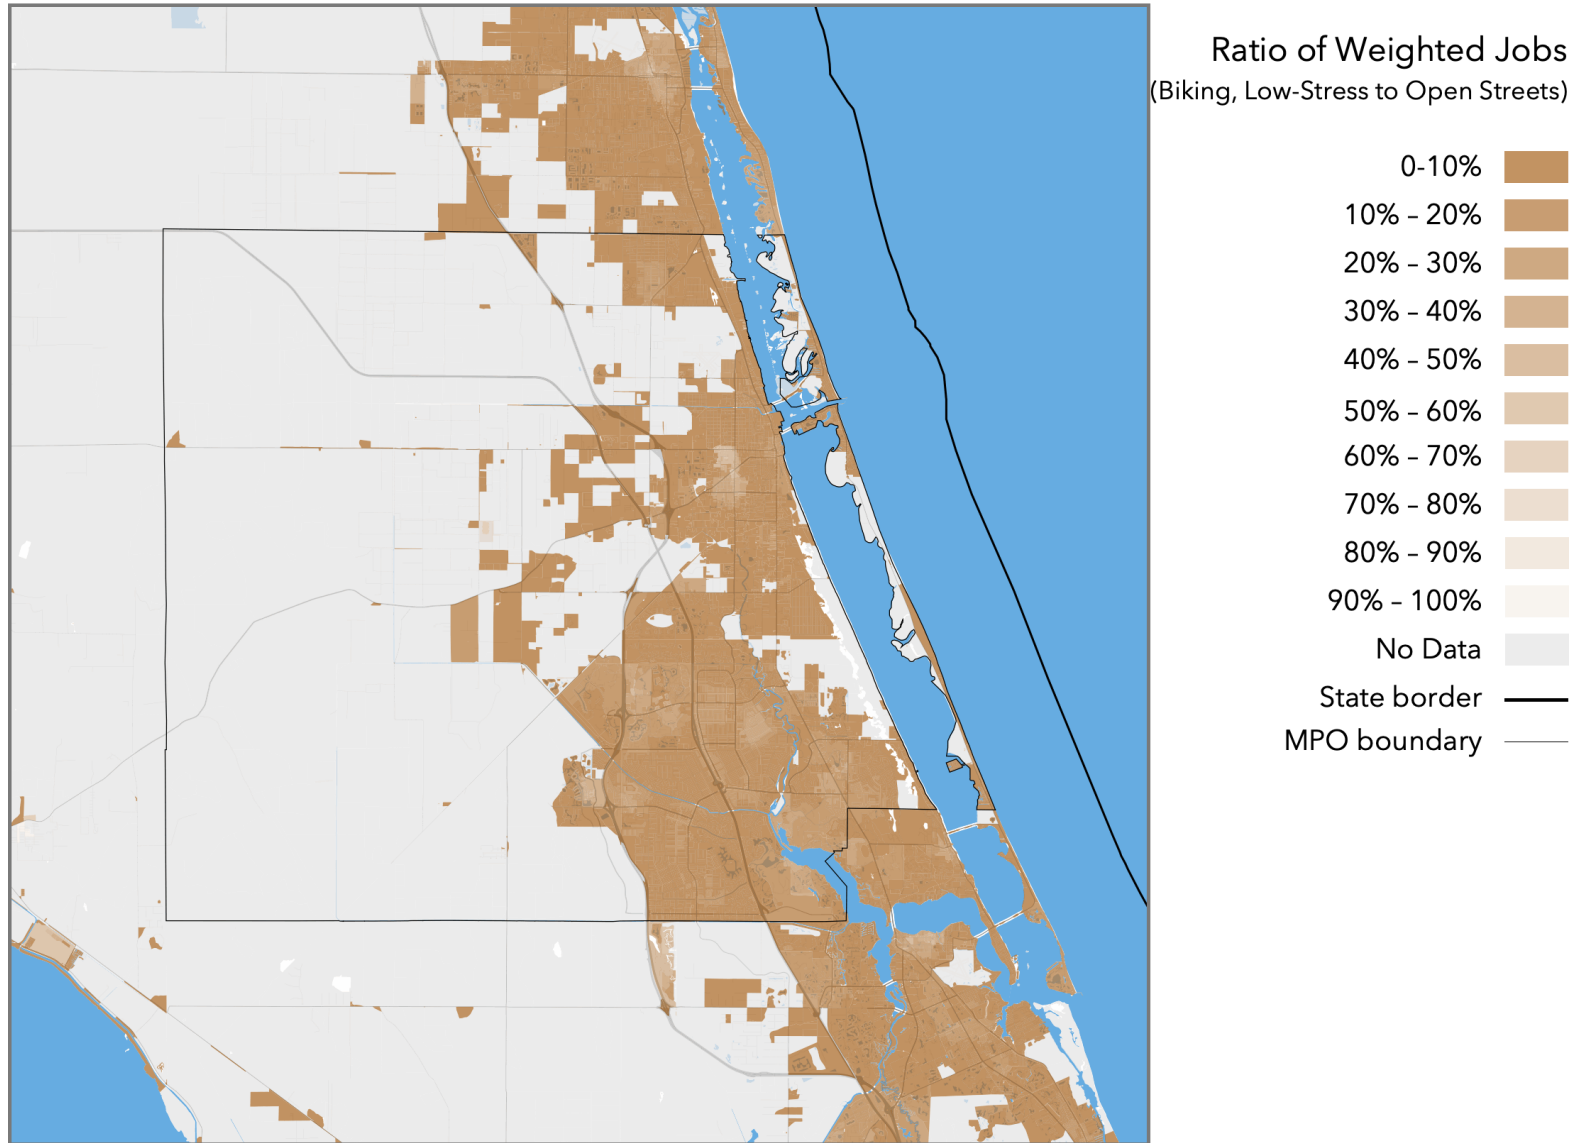 Ratio of Weighted Jobs
(Biking, Low-Stress to Open Streets)
0-10%
10% – 20%
20% – 30%
30% – 40%
40% – 50%
50% – 60%
60% – 70%
70% – 80%
80% – 90%
90% – 100%
No Data
State border
MPO boundary